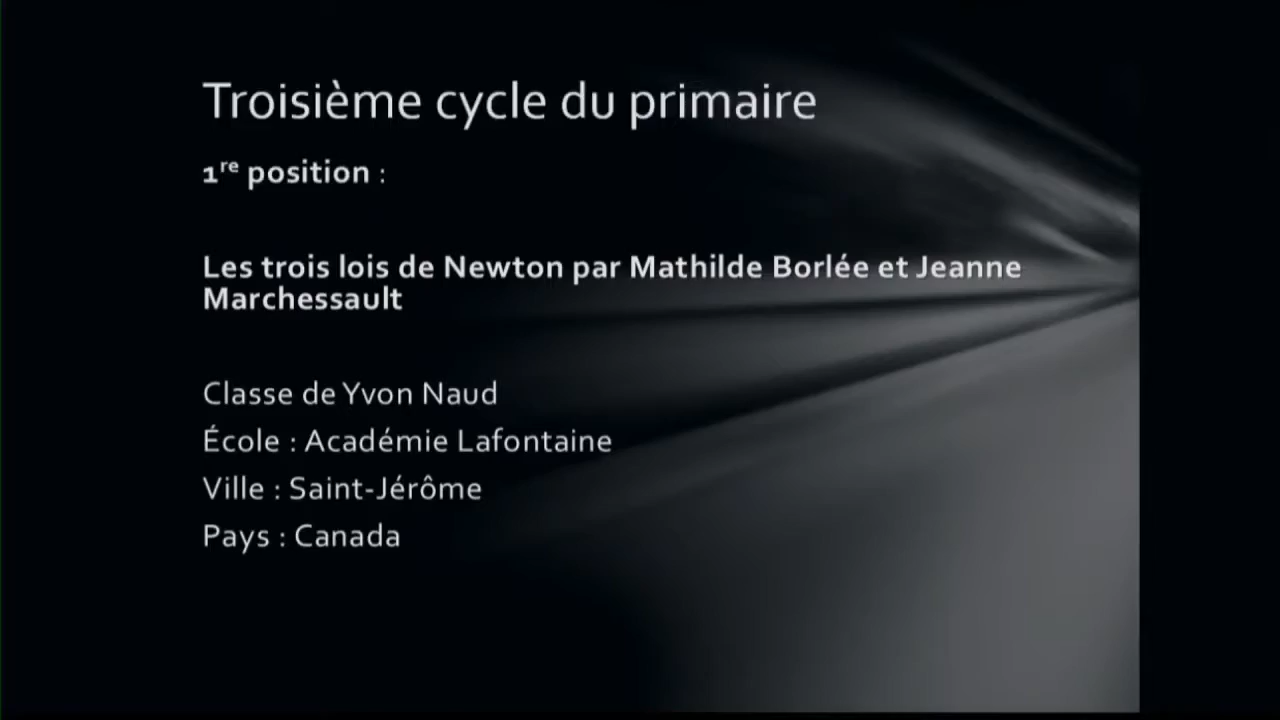 Troisième cycle du primaire
1re position :
Les trois lois de Newton par Mathilde Borlée et Jeanne
Marchessault
Classe de Yvon Naud
École : Académie Lafontaine
Ville : Saint-Jérôme
Pays : Canada